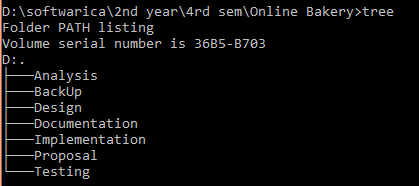 D:\softwarica\2nd year\4rd sem\Online Bakery>tree
Folder PATH listing
Volume serial number is 36B5-B703
D:.
├───Analysis
├───BackUp
├───Design
├───Documentation
├───Implementation
├───Proposal
└───Testing